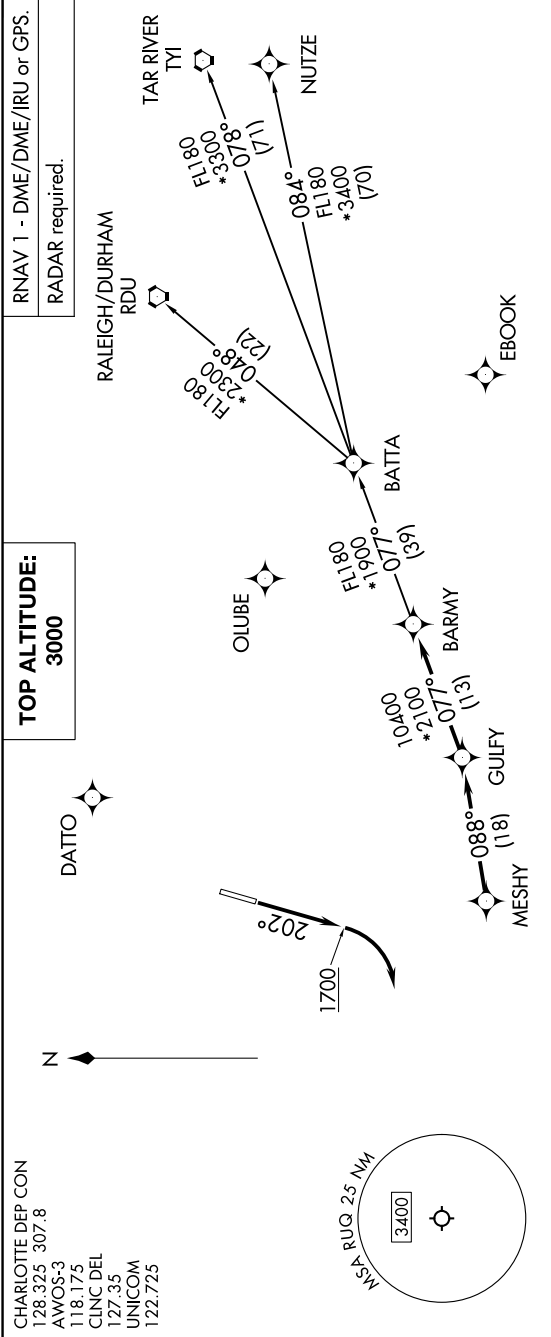 CHARLOTTE DEP CON
128.325 307.8
AWOS-3
118.175
CLNC DEL
127.35
UNICOM
122.725
TOP ALTITUDE:
3000
RNAV 1 - DME/DME/IRU or GPS.
RADAR required.
N
DATTO
OLUBE
RALEIGH/DURHAM
RDU
TAR RIVER
TYI
NUTZE
FL180
*2300
048°
(22)
FL180
*3300
078°
(71)
084°
FL180
*3400
(70)
202°
1700
FL180
*1900
077°
(39)
BATTA
EBOOK
10400
*2100
077°
(13)
BARMY
GULFY
088°
(18)
MESHY
MSA RUQ 25 NM
3400